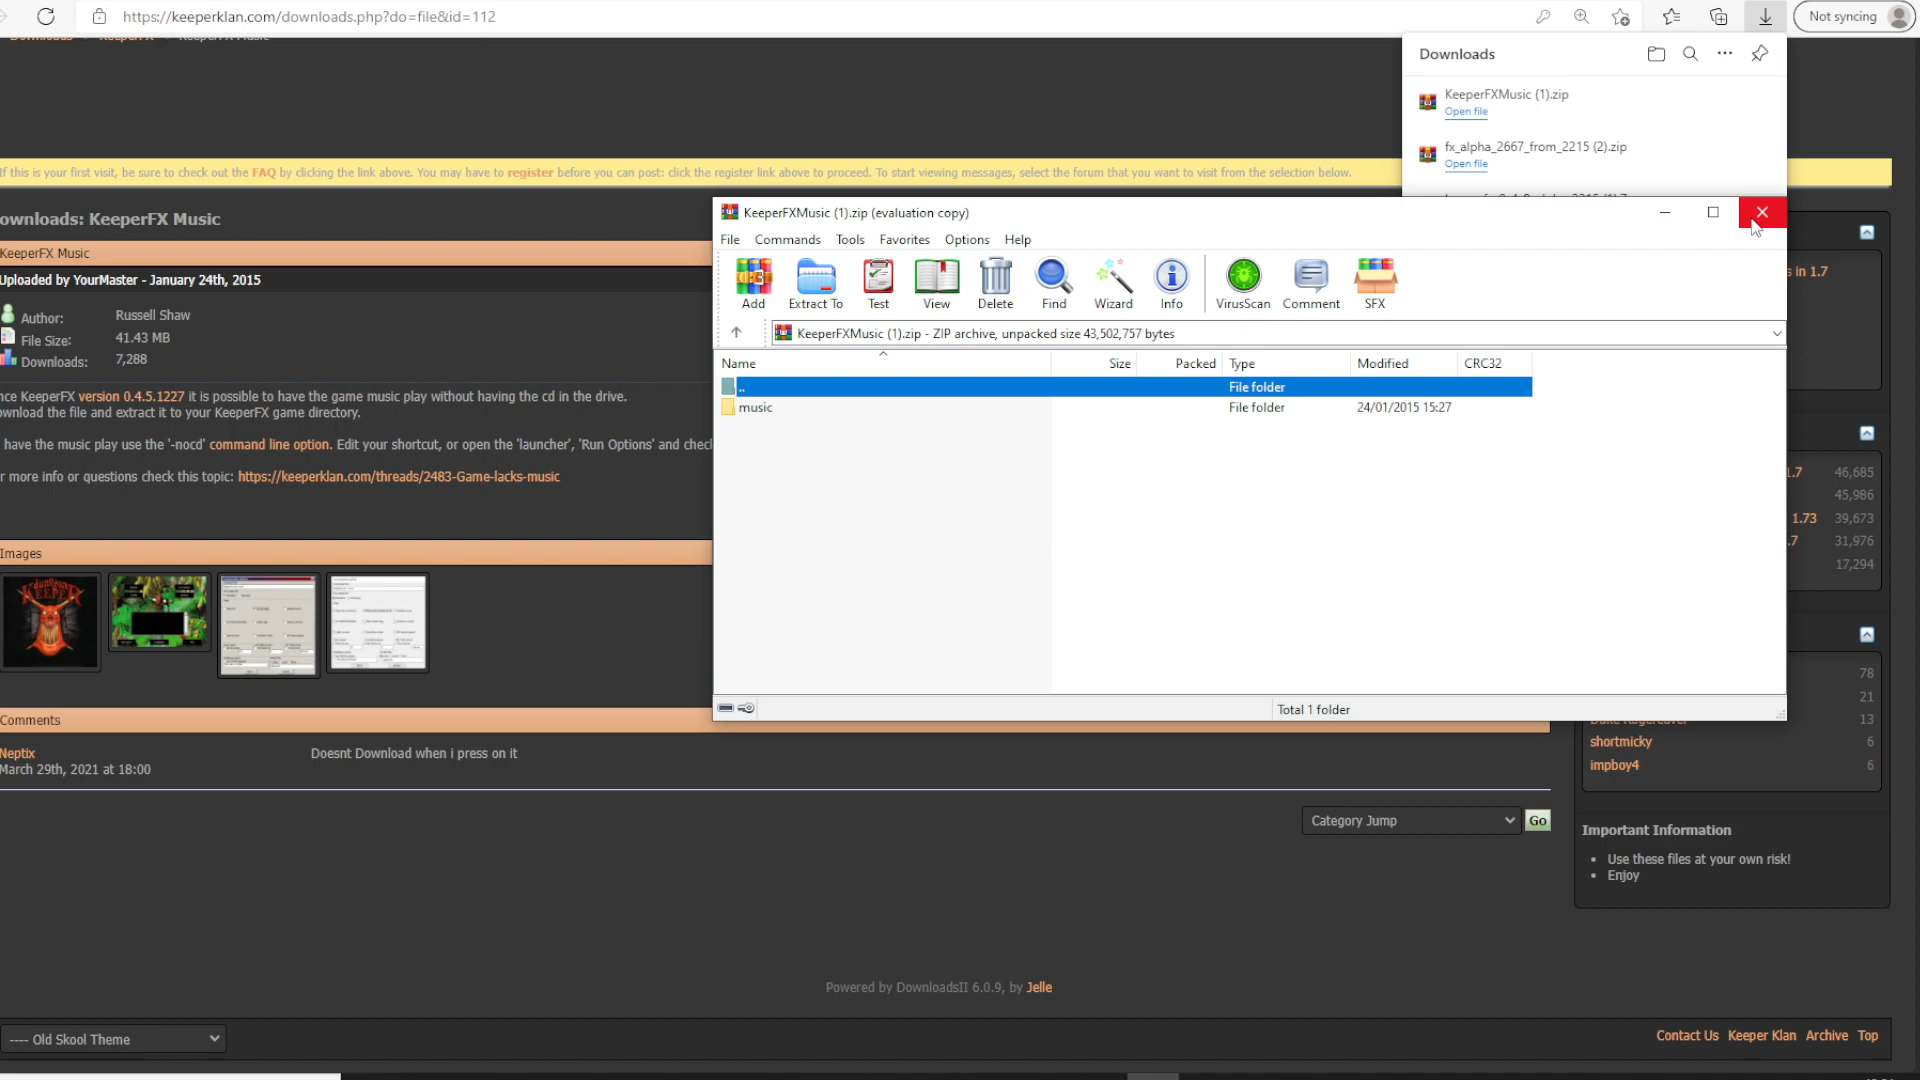 https://keeperklan.com/downloads.php?do=file&id=112
Not syncing
Downloads
KeeperFXMusic (1).zip
Open file
fx_alpha_2667_from_2215 (2).zip
Open file
If this is your first visit, be sure to check out the FAQ by clicking the link above. You may have to register before you can post: click the register link above to proceed. To start viewing messages, select the forum that you want to visit from the selection below.
ownloads: KeeperFX Music
KeeperFX Music
Uploaded by YourMaster - January 24th, 2015
Author: Russell Shaw
File Size: 41.43 MB
Downloads: 7,288
nce KeeperFX version 0.4.5.1227 it is possible to have the game music play without having the cd in the drive.
ownload the file and extract it to your KeeperFX game directory.
have the music play use the '-nocd' command line option. Edit your shortcut, or open the 'launcher', 'Run Options' and chec
r more info or questions check this topic: https://keeperklan.com/threads/2483-Game-lacks-music
Images
Comments
Neptix
March 29th, 2021 at 18:00
Doesnt Download when i press on it
KeeperFXMusic (1).zip (evaluation copy)
File Commands Tools Favorites Options Help
Add Extract To Test View Delete Find Wizard Info VirusScan Comment SFX
KeeperFXMusic (1).zip - ZIP archive, unpacked size 43,502,757 bytes
Name Size Packed Type Modified CRC32
.. File folder
music File folder 24/01/2015 15:27
Total 1 folder
s in 1.7
1.7 46,685
45,986
1.73 39,673
.7 31,976
17,294
78
21
13
shortmicky 6
impboy4 6
Category Jump Go
Important Information
• Use these files at your own risk!
• Enjoy
Powered by DownloadsII 6.0.9, by Jelle
---- Old Skool Theme
Contact Us Keeper Klan Archive Top